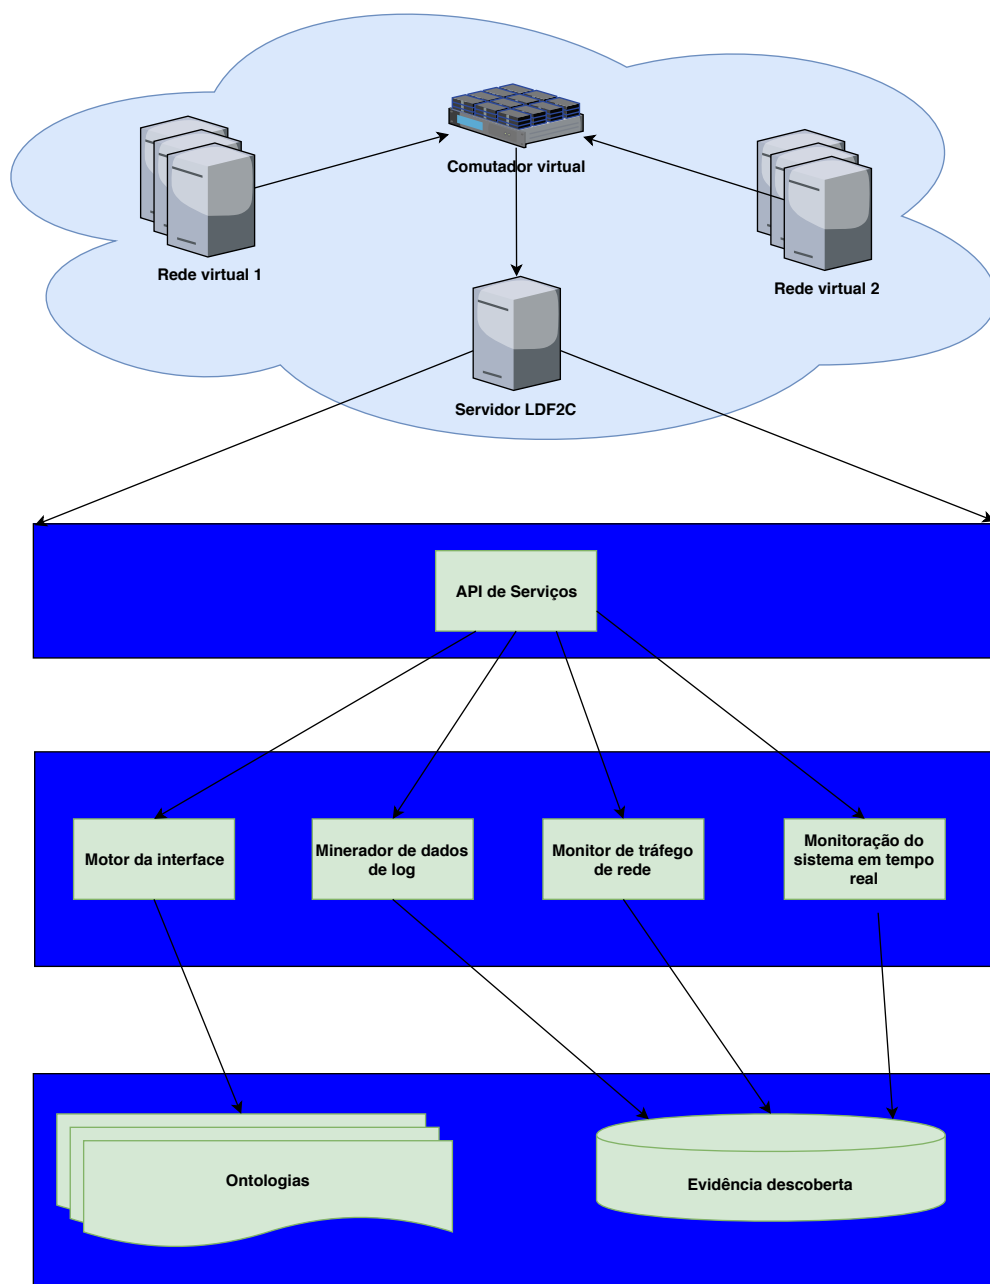 Comutador virtual
Rede virtual 1
Rede virtual 2
Servidor LDF2C
API de Serviços
Motor da interface
Minerador de dados
de log
Monitor de tráfego
de rede
Monitoração do
sistema em tempo
real
Ontologias
Evidência descoberta